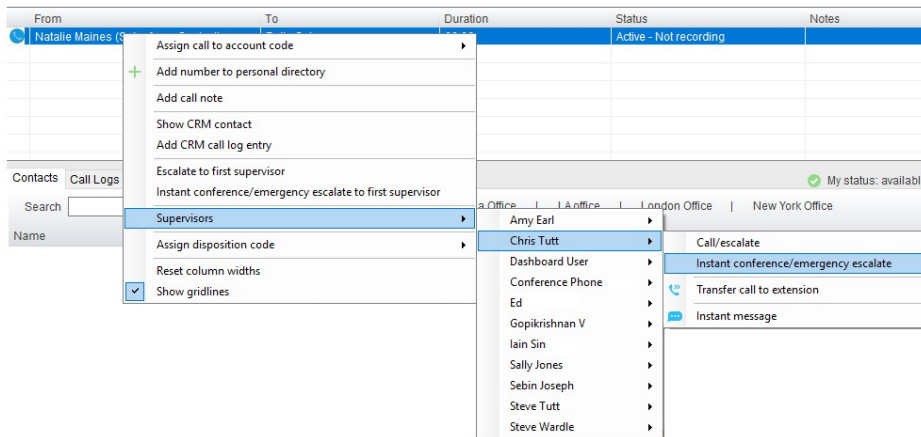 From To Duration Status Notes
Natalie Maines Active - Not recording
Assign call to account code
Add number to personal directory
Add call note
Show CRM contact
Add CRM call log entry
Contacts Call Logs
Escalate to first supervisor
My status: availabl
Instant conference/emergency escalate to first supervisor
Search
a Office | LA office | London Office | New York Office
Supervisors
Amy Earl
Name
Assign disposition code
Chris Tutt
Call/escalate
Dashboard User
Instant conference/emergency escalate
Reset column widths
Conference Phone
Transfer call to extension
Show gridlines
Ed
Instant message
Gopikrishnan V
Iain Sin
Sally Jones
Sebin Joseph
Steve Tutt
Steve Wardle